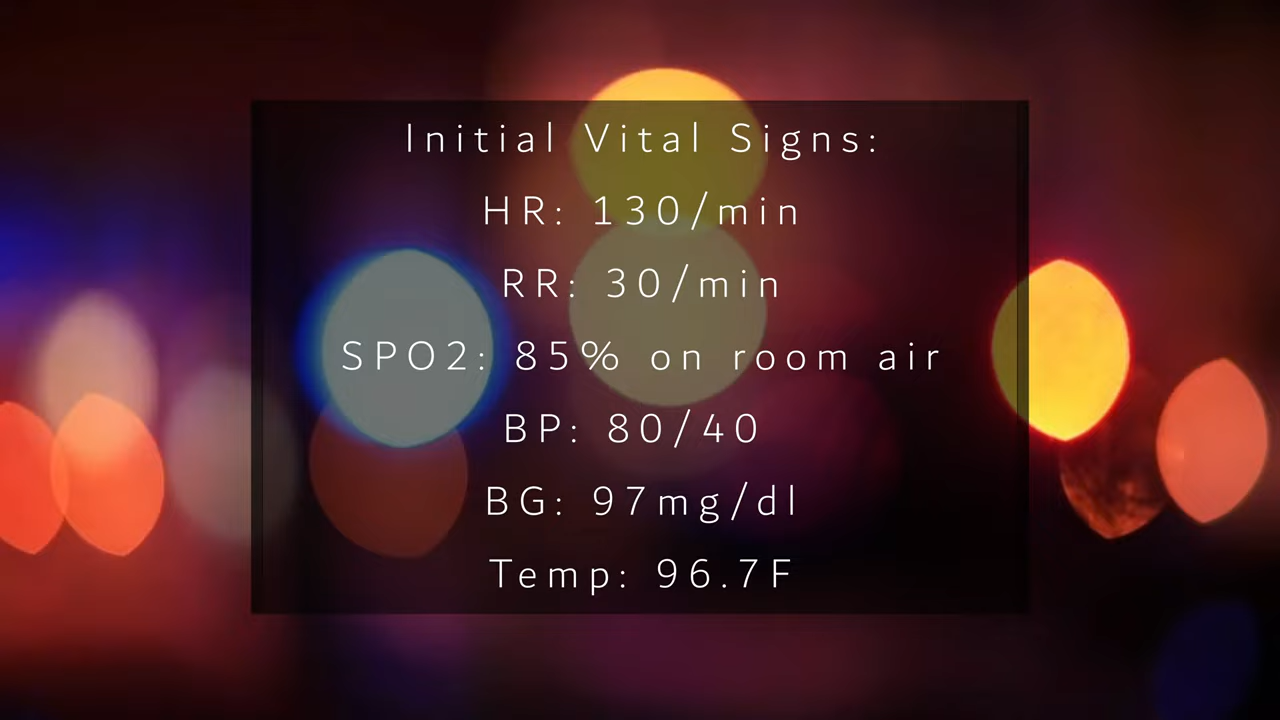 Initial Vital Signs:
HR: 130/min
RR: 30/min
SPO2: 85% on room air
BP: 80/40
BG: 97mg/dl
Temp: 96.7F